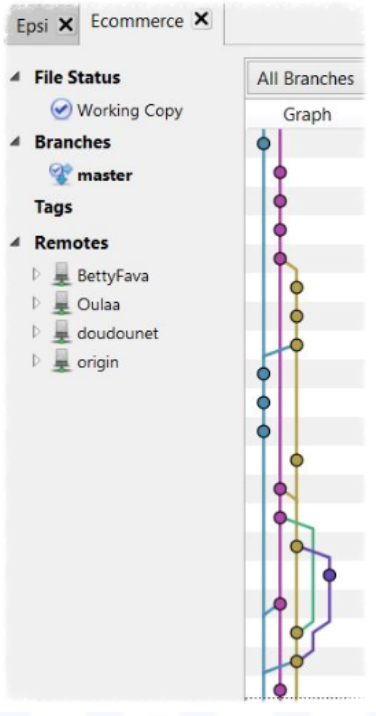 Epsi
Ecommerce
File Status
Working Copy
Branches
master
Tags
Remotes
BettyFava
Oulaa
doudounet
origin
All Branches
Graph